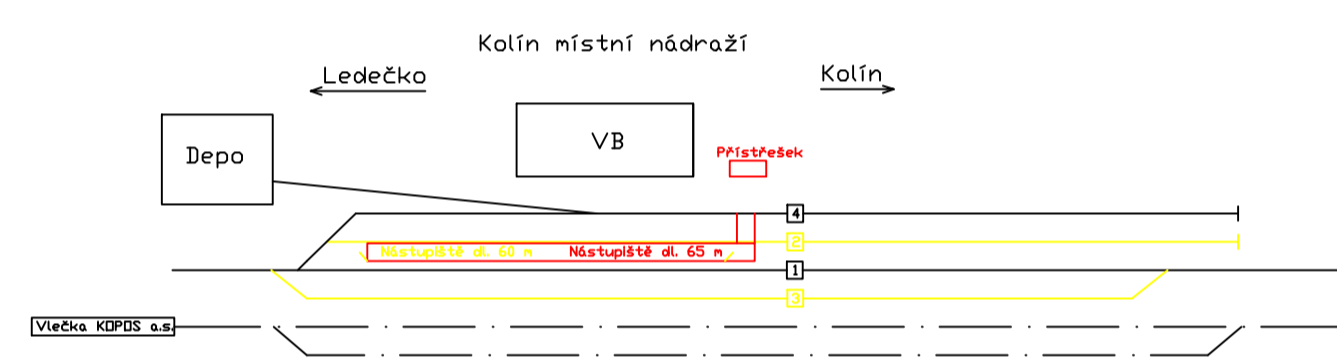 Kolín místní nádraží
Ledečko
Kolín
Depo
VB
Přístřešek
4
2
Nástupiště dl. 60 m
Nástupiště dl. 65 m
1
3
Vlečka KOPOS a.s.